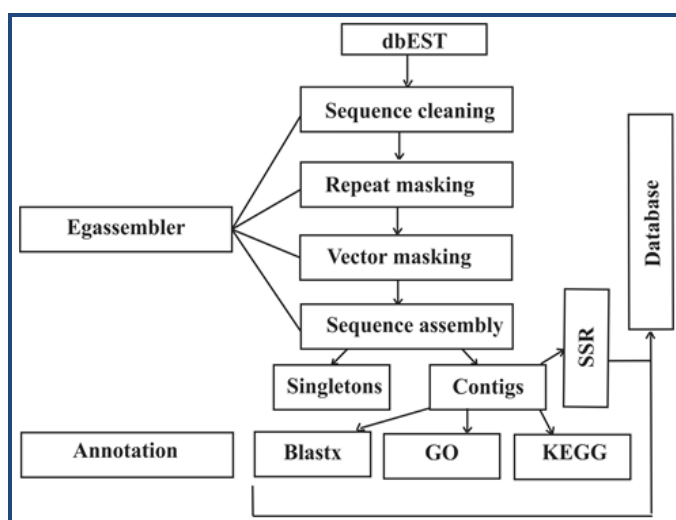 dbEST
Sequence cleaning
Repeat masking
Egassembler
Vector masking
Database
Sequence assembly
SSR
Singletons
Contigs
Annotation
Blastx
GO
KEGG